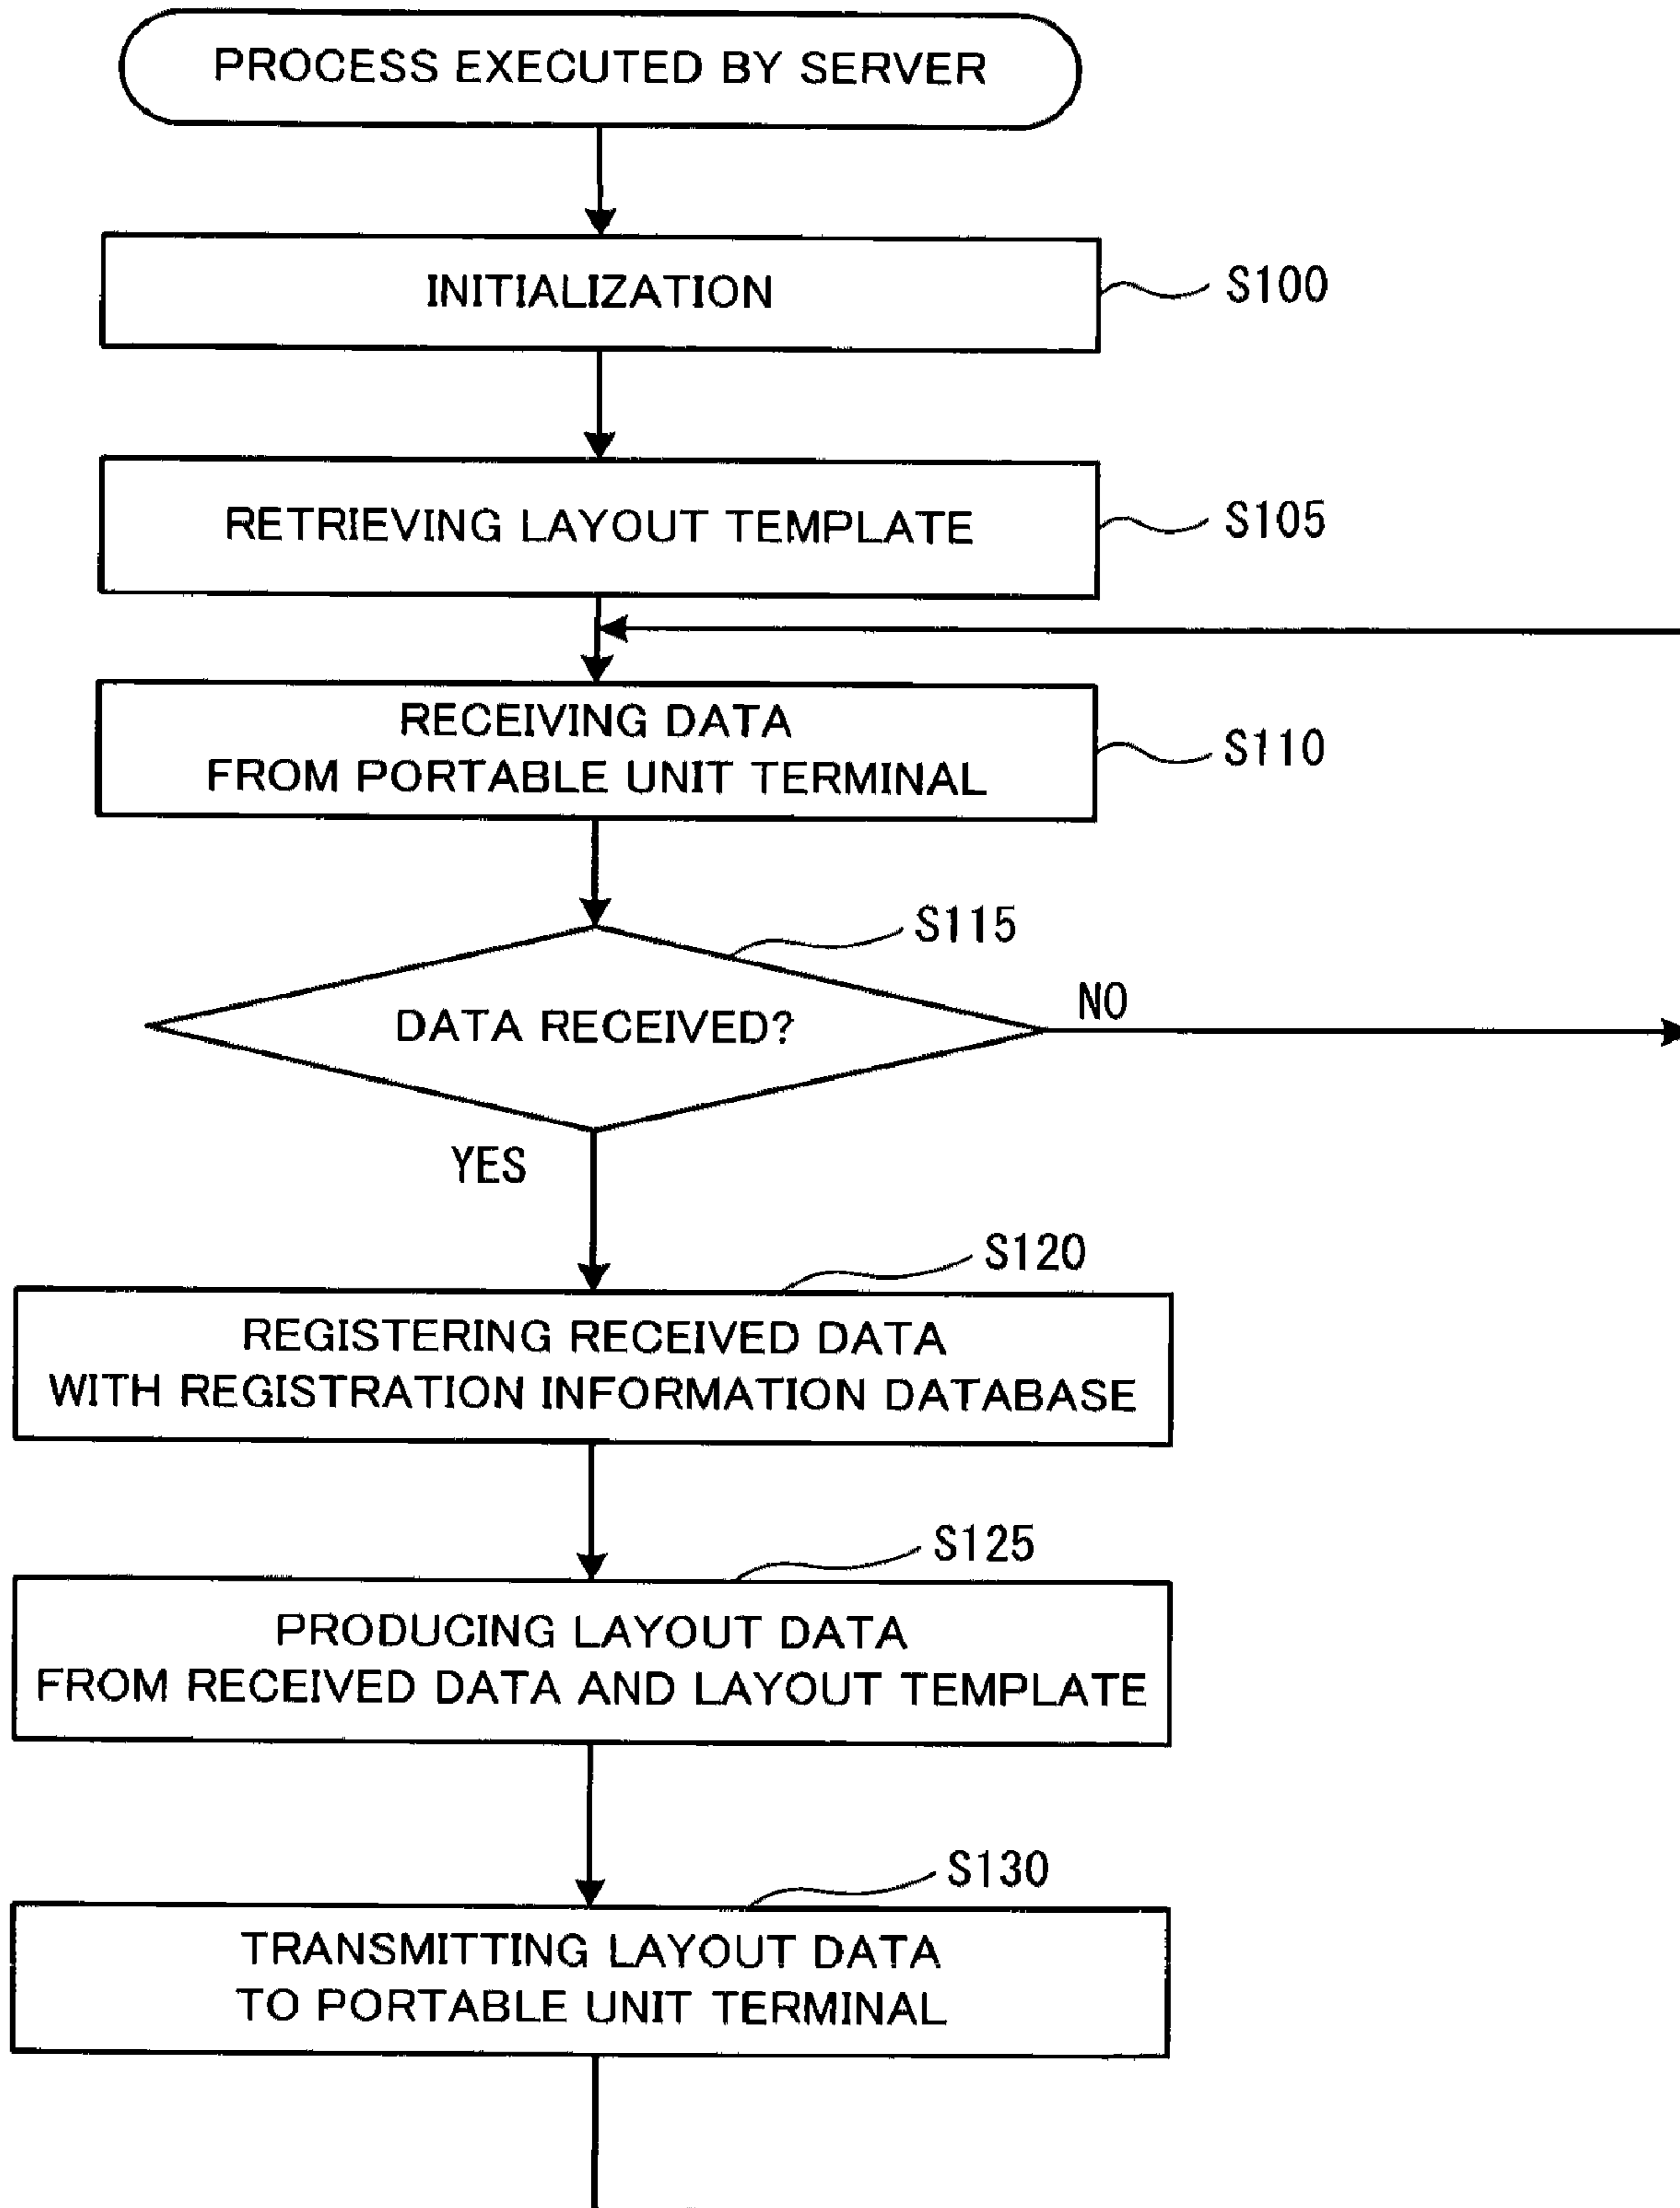 PROCESS EXECUTED BY SERVER
INITIALIZATION
S100
RETRIEVING LAYOUT TEMPLATE
S105
RECEIVING DATA
FROM PORTABLE UNIT TERMINAL
S110
S115
DATA RECEIVED?
NO
YES
S120
REGISTERING RECEIVED DATA
WITH REGISTRATION INFORMATION DATABASE
S125
PRODUCING LAYOUT DATA
FROM RECEIVED DATA AND LAYOUT TEMPLATE
S130
TRANSMITTING LAYOUT DATA
TO PORTABLE UNIT TERMINAL